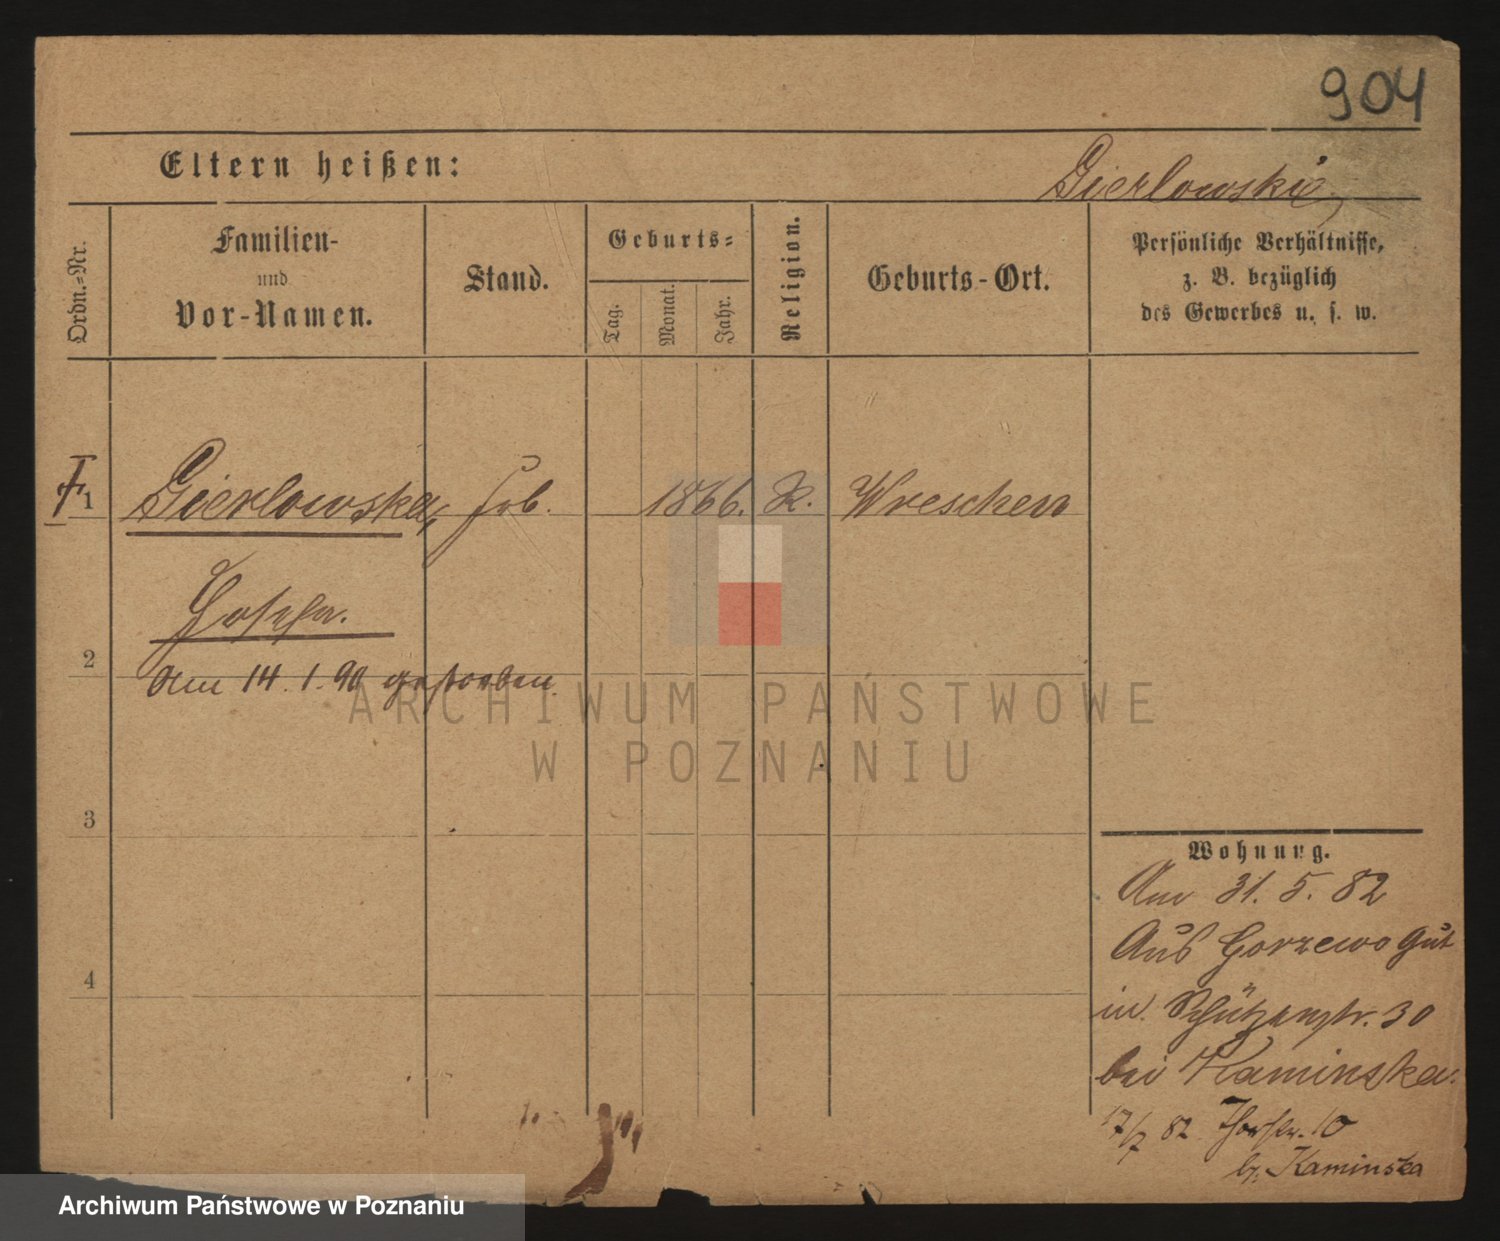 904
Eltern heißen:
Gierlowski
Ordn.-Nr.
Familien-
und
Vor-Namen.
Stand.
Geburts-
Tag.
Monat.
Jahr.
Religion.
Geburts-Ort.
Persönliche Verhältnisse,
z. B. bezüglich
des Gewerbes u. s. w.
1 Gierlowska, 1866. K. Wreschen
Josefa.
2
Am 14. 1. 90 gestorben.
3
4
Wohnung.
Am 31. 5. 82
Aus Gorzewo Gut
in. Schützenstr. 30
bei Kaminska.
17/7 82 Thorstr. 10
b. Kaminska
ARCHIWUM PAŃSTWOWE
W POZNANIU
Archiwum Państwowe w Poznaniu